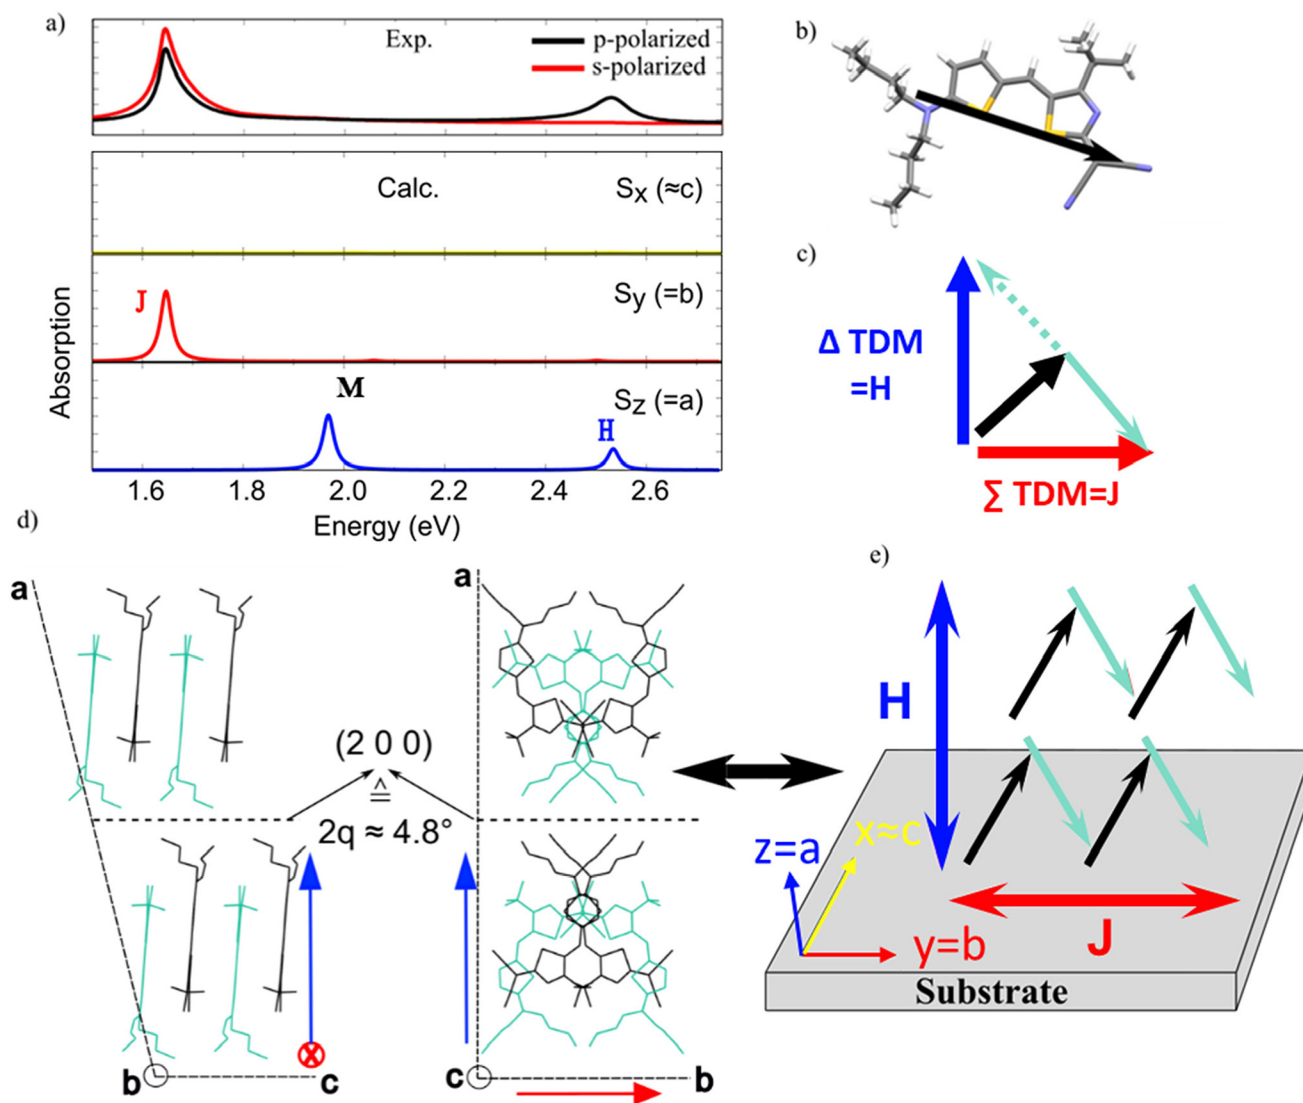 a)
Exp.
p-polarized
s-polarized
Calc.
Sx (≈c)
J
Sy (=b)
M
Sz (=a)
H
Absorption
1.6 1.8 2.0 2.2 2.4 2.6
Energy (eV)
b)
c)
Δ TDM
=H
∑ TDM=J
d)
a
(2 0 0)
≙
2q ≈ 4.8°
b
c
a
c
b
e)
H
z=a
x≈c
y=b
J
Substrate